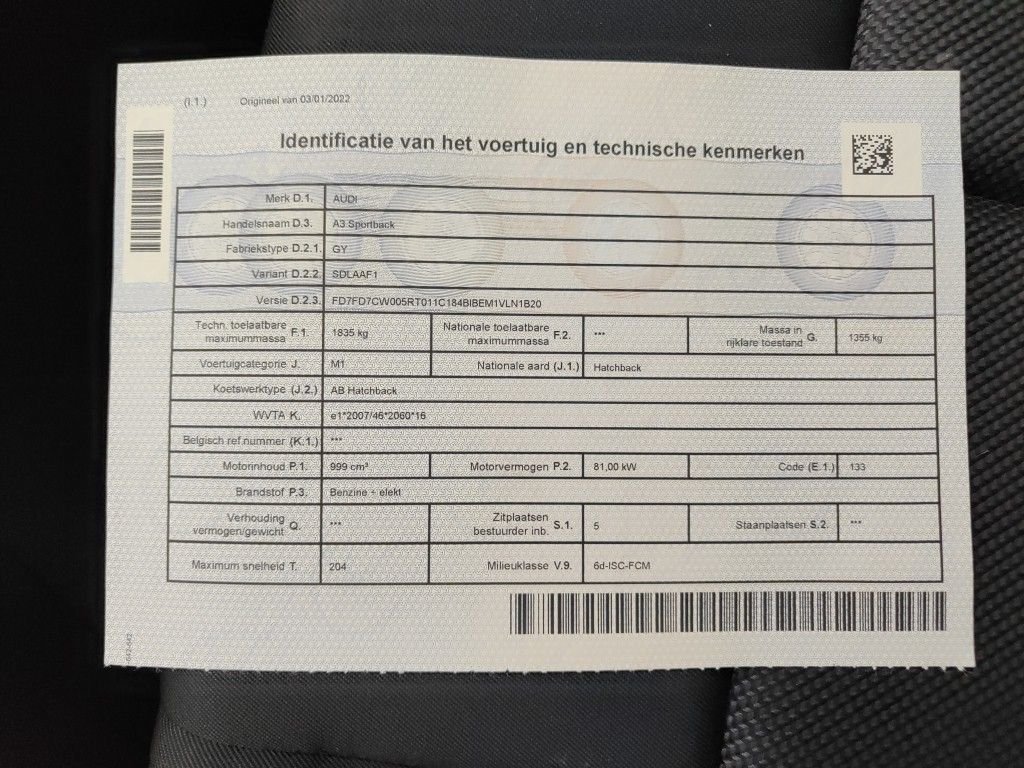 (I.1.) Origineel van 03/01/2022
Identificatie van het voertuig en technische kenmerken
Merk D.1. AUDI
Handelsnaam D.3. A3 Sportback
Fabriekstype D.2.1. GY
Variant D.2.2. SDLAAF1
Versie D.2.3. FD7FD7CW005RT011C184BIBEM1VLN1B20
Techn. toelaatbare maximummassa F.1. 1835 kg Nationale toelaatbare maximummassa F.2. *** Massa in rijklare toestand G. 1355 kg
Voertuigcategorie J. M1 Nationale aard (J.1.) Hatchback
Koetswerktype (J.2.) AB Hatchback
WVTA K. e1*2007/46*2060*16
Belgisch ref.nummer (K.1.) ***
Motorinhoud P.1. 999 cm³ Motorvermogen P.2. 81,00 kW Code (E.1.) 133
Brandstof P.3. Benzine + elekt
Verhouding vermogen/gewicht Q. *** Zitplaatsen bestuurder inb. S.1. 5 Staanplaatsen S.2. ***
Maximum snelheid T. 204 Milieuklasse V.9. 6d-ISC-FCM